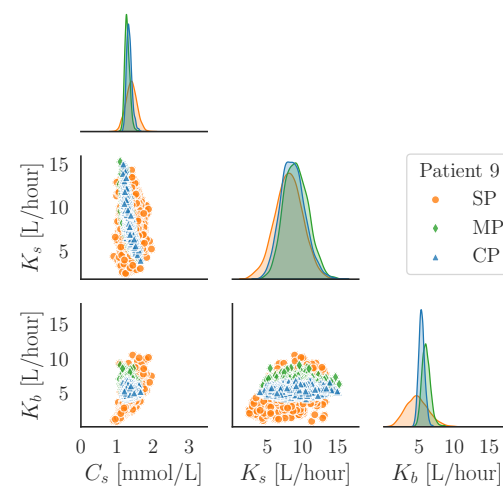 15
10
5
K_s [L/hour]
Patient 9
SP
MP
CP
15
10
5
K_b [L/hour]
0 1 2 3
C_s [mmol/L]
5 10 15
K_s [L/hour]
5 10 15
K_b [L/hour]